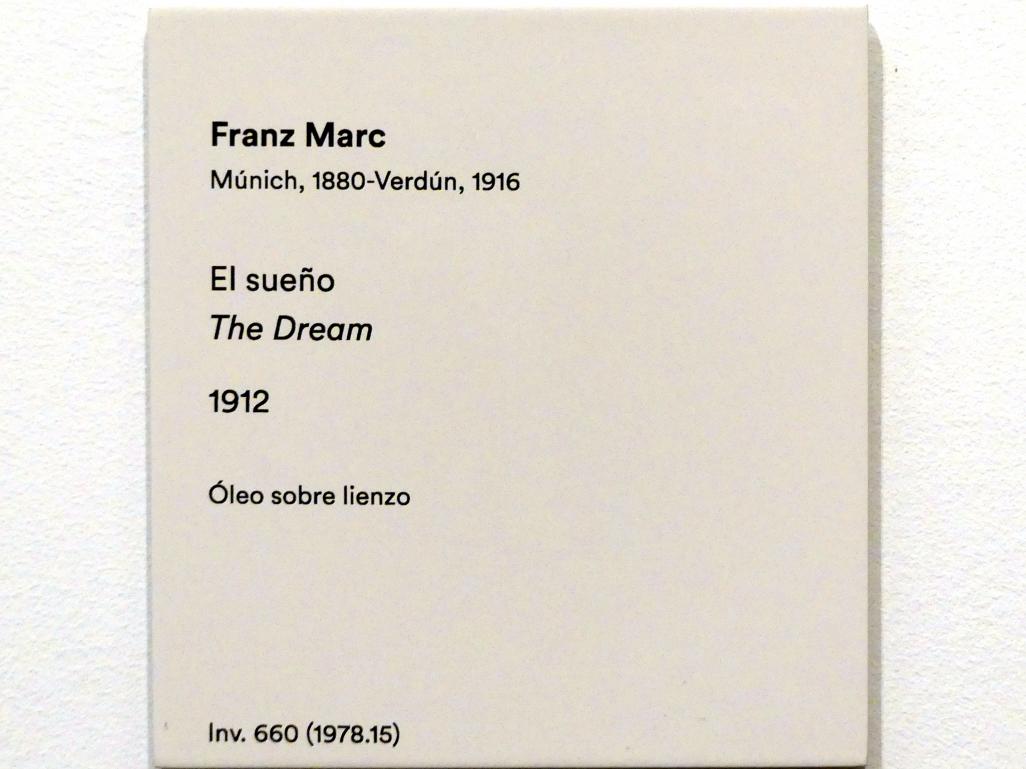 Franz Marc
Múnich, 1880-Verdún, 1916
El sueño
The Dream
1912
Óleo sobre lienzo
Inv. 660 (1978.15)